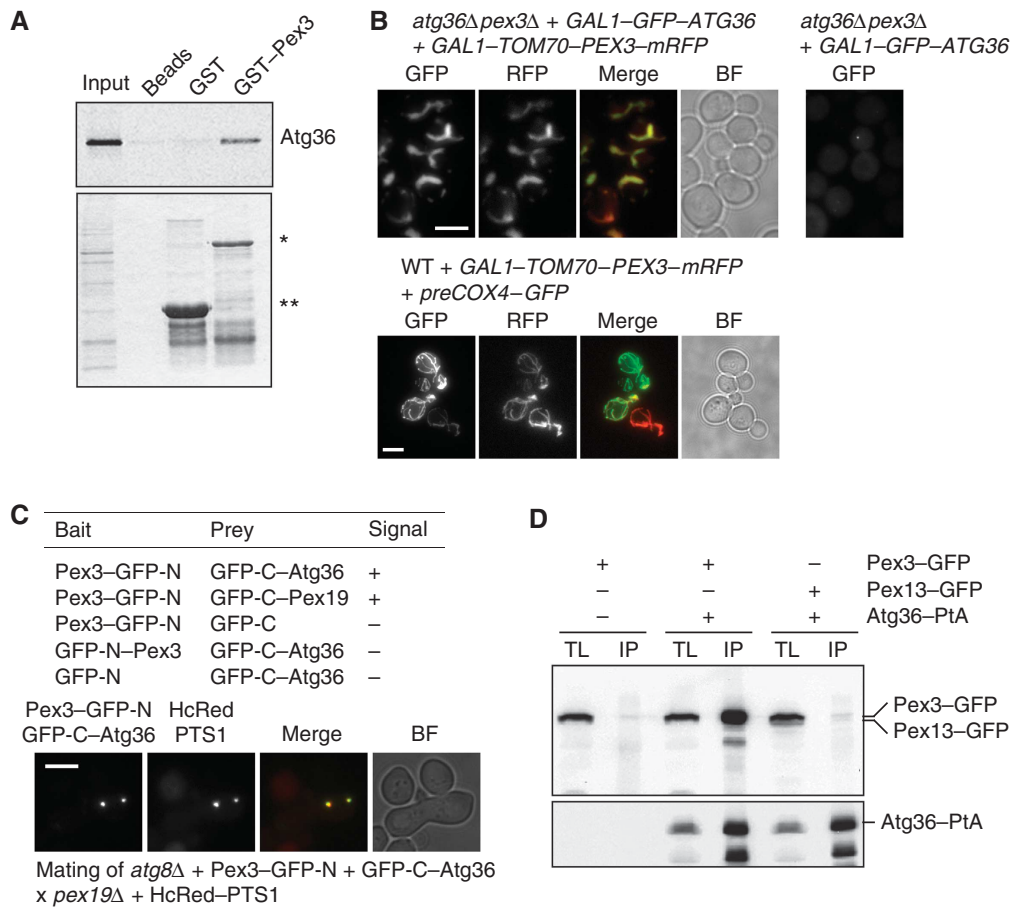 A
Input
Beads
GST
GST–Pex3
Atg36
*
**
B
atg36Δpex3Δ + GAL1–GFP–ATG36
+ GAL1–TOM70–PEX3–mRFP
GFP RFP Merge BF
atg36Δpex3Δ
+ GAL1–GFP–ATG36
GFP
WT + GAL1–TOM70–PEX3–mRFP
+ preCOX4–GFP
GFP RFP Merge BF
C
Bait Prey Signal
Pex3–GFP-N GFP-C–Atg36 +
Pex3–GFP-N GFP-C–Pex19 +
Pex3–GFP-N GFP-C –
GFP-N–Pex3 GFP-C–Atg36 –
GFP-N GFP-C–Atg36 –
Pex3–GFP-N HcRed
GFP-C–Atg36 PTS1 Merge BF
Mating of atg8Δ + Pex3–GFP-N + GFP-C–Atg36
x pex19Δ + HcRed–PTS1
D
+ + – Pex3–GFP
– – + Pex13–GFP
– + + Atg36–PtA
TL IP TL IP TL IP
Pex3–GFP
Pex13–GFP
Atg36–PtA